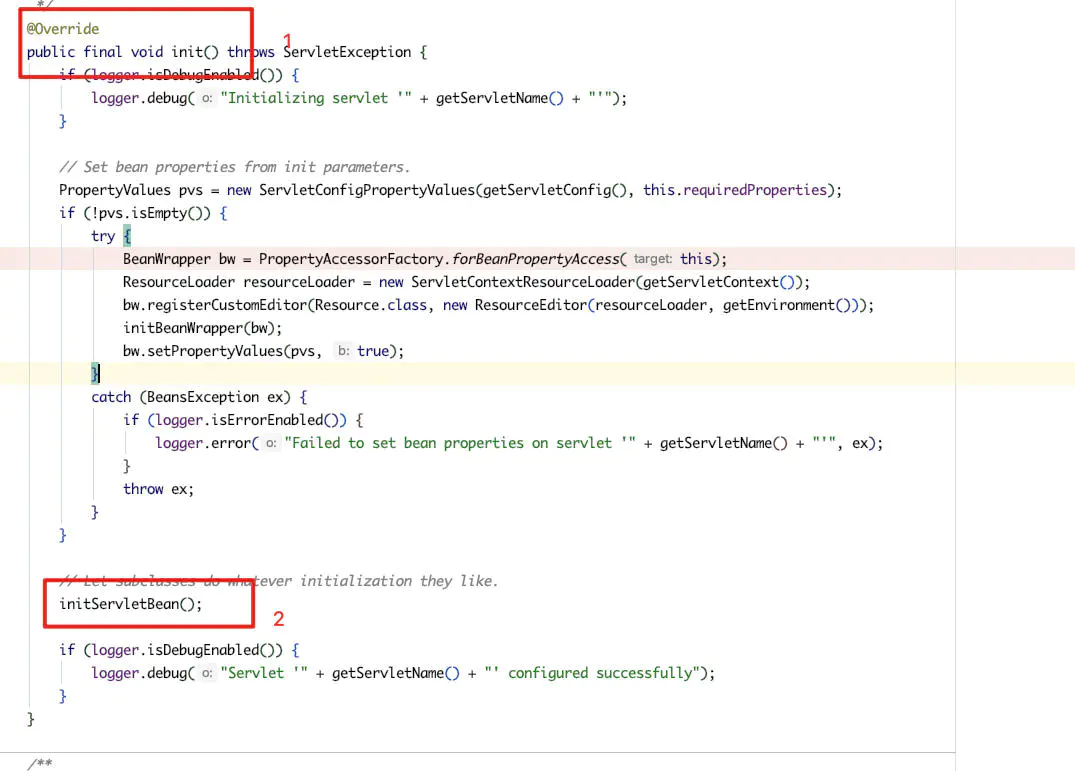 */
@Override
1
public final void init() throws ServletException {
if (logger.isDebugEnabled()) {
logger.debug( o: "Initializing servlet '" + getServletName() + "'");
}
// Set bean properties from init parameters.
PropertyValues pvs = new ServletConfigPropertyValues(getServletConfig(), this.requiredProperties);
if (!pvs.isEmpty()) {
try {
BeanWrapper bw = PropertyAccessorFactory.forBeanPropertyAccess( target: this);
ResourceLoader resourceLoader = new ServletContextResourceLoader(getServletContext());
bw.registerCustomEditor(Resource.class, new ResourceEditor(resourceLoader, getEnvironment()));
initBeanWrapper(bw);
bw.setPropertyValues(pvs, b: true);
}
catch (BeansException ex) {
if (logger.isErrorEnabled()) {
logger.error( o: "Failed to set bean properties on servlet '" + getServletName() + "'", ex);
}
throw ex;
}
}
// Let subclasses do whatever initialization they like.
initServletBean();
2
if (logger.isDebugEnabled()) {
logger.debug( o: "Servlet '" + getServletName() + "' configured successfully");
}
}
/**